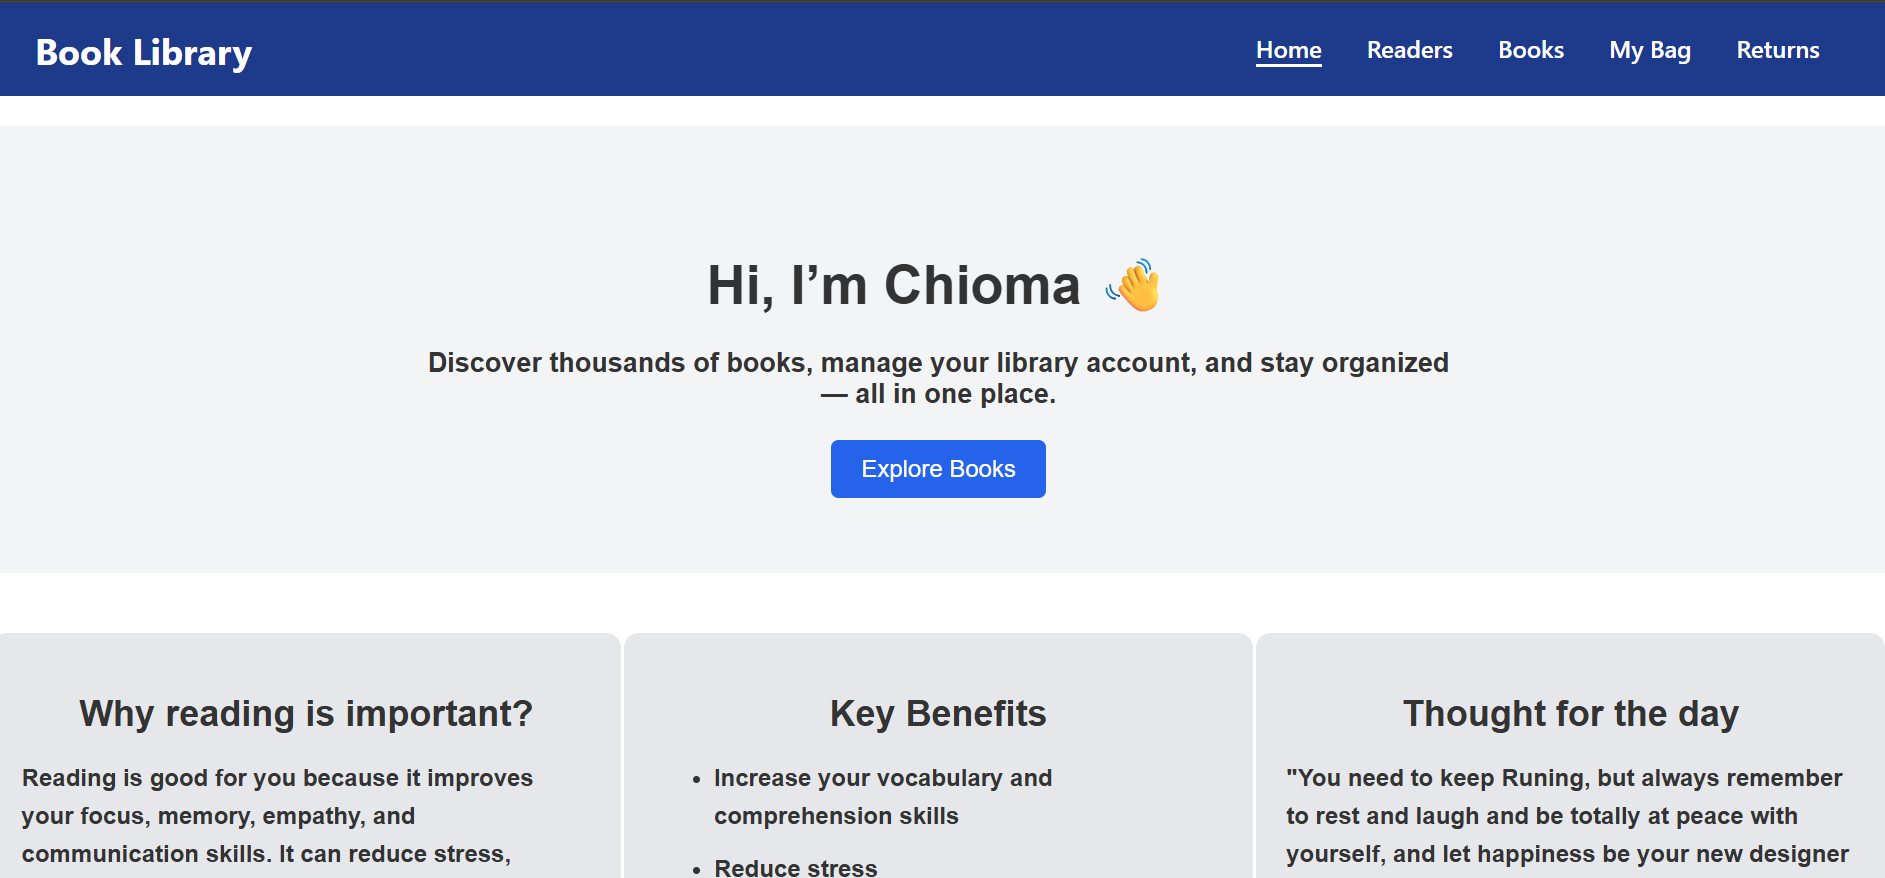 Book Library
Home Readers Books My Bag Returns
Hi, I’m Chioma 👋
Discover thousands of books, manage your library account, and stay organized
— all in one place.
Explore Books
Why reading is important?
Reading is good for you because it improves
your focus, memory, empathy, and
communication skills. It can reduce stress,
Key Benefits
• Increase your vocabulary and
comprehension skills
• Reduce stress
Thought for the day
"You need to keep Runing, but always remember
to rest and laugh and be totally at peace with
yourself, and let happiness be your new designer